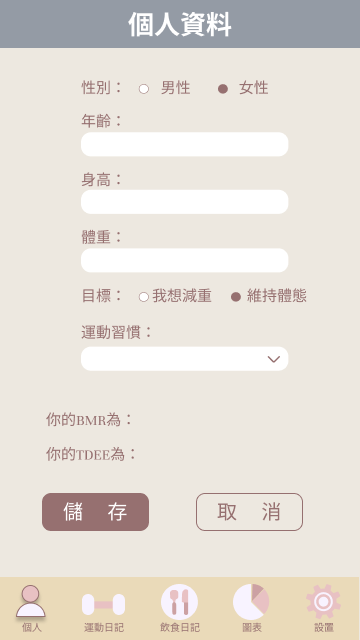 個人資料
性別： 男性 女性
年齡：
身高：
體重：
目標： 我想減重 維持體態
運動習慣：
你的BMR為：
你的TDEE為：
儲 存 取 消
個人 運動日記 飲食日記 圖表 設置